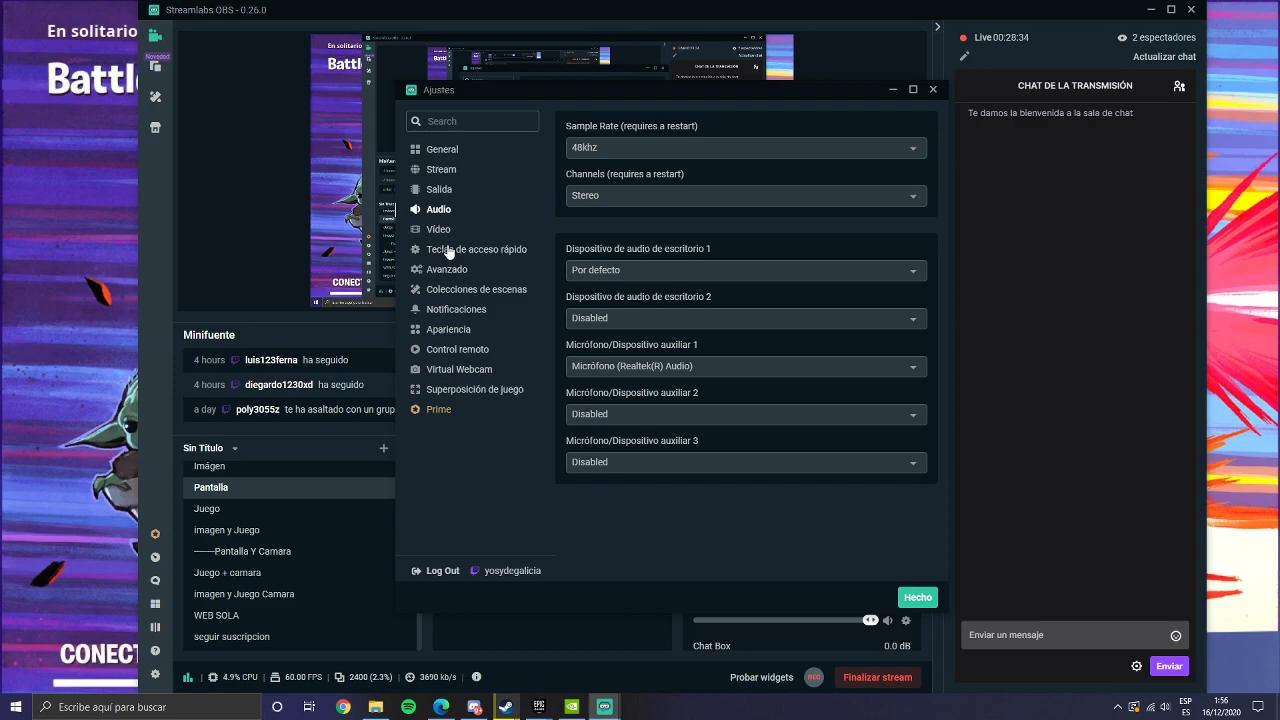 En solitario
Battle
CONECT
Streamlabs OBS - 0.26.0
Novedad
En solitario
CONECT
Minifuente
4 hours luis123ferna ha seguido
4 hours diegardo1230xd ha seguido
a day poly3055z te ha asaltado con un grup
Sin Título
Imágen
Pantalla
Juego
imagen y Juego
-------Pantalla Y Camara
Juego + camara
imagen y Juego Camara
WEB SOLA
seguir suscripcion
Ajustes
Search
General
Stream
Salida
Audio
Vídeo
Teclas de acceso rápido
Avanzado
Colecciones de escenas
Notificaciones
Apariencia
Control remoto
Virtual Webcam
Superposición de juego
Prime
Log Out yosydegalicia
Sample Rate (requires a restart)
48khz
Channels (requires a restart)
Stereo
Dispositivo de audio de escritorio 1
Por defecto
Dispositivo de audio de escritorio 2
Disabled
Micrófono/Dispositivo auxiliar 1
Micrófono (Realtek(R) Audio)
Micrófono/Dispositivo auxiliar 2
Disabled
Micrófono/Dispositivo auxiliar 3
Disabled
Hecho
Chat Box 0.0 dB
Live 00:28:34 2 espectadores
Actualizar chat
CHAT DE LA TRANSMISIÓN
Te damos la bienvenida a la sala de chat
Enviar un mensaje
Enviar
4.9% CPU 60.00 FPS 2400 (2.3%) 3690 kb/s
Probar widgets REC Finalizar stream
Escribe aquí para buscar
EPIC
ESP
ES
1:56
16/12/2020